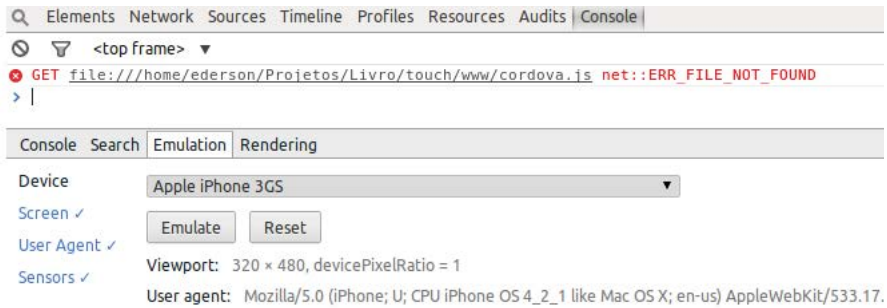 Elements Network Sources Timeline Profiles Resources Audits Console
<top frame> ▼
GET file:///home/ederson/Projetos/Livro/touch/www/cordova.js net::ERR_FILE_NOT_FOUND
>
Console Search Emulation Rendering
Device
Apple iPhone 3GS ▼
Screen ✓
Emulate Reset
User Agent ✓
Viewport: 320 × 480, devicePixelRatio = 1
Sensors ✓
User agent: Mozilla/5.0 (iPhone; U; CPU iPhone OS 4_2_1 like Mac OS X; en-us) AppleWebKit/533.17.